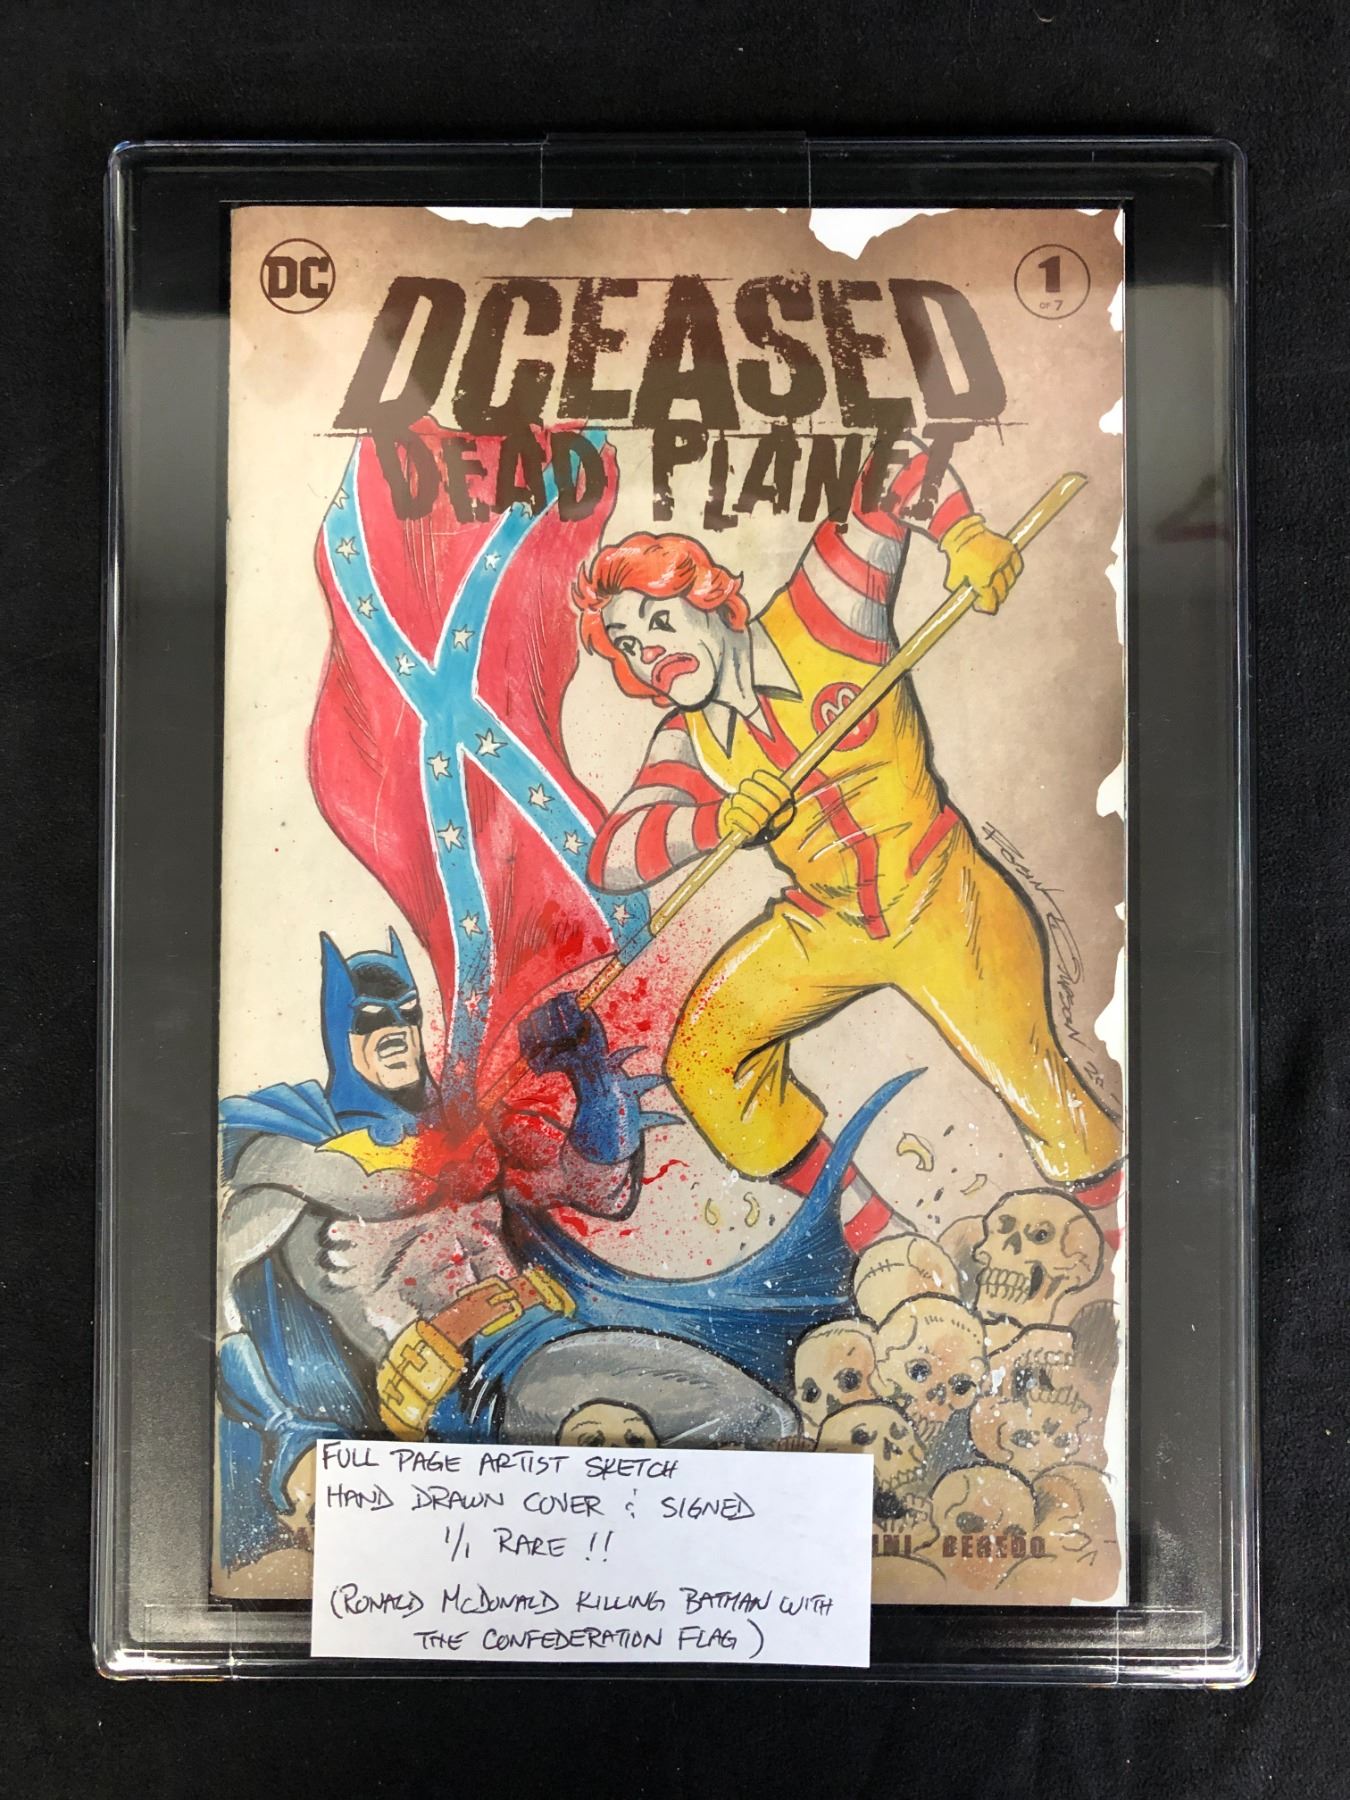 DC
1
OF 7
DCEASED
DEAD PLANET
M
FULL PAGE ARTIST SKETCH
HAND DRAWN COVER & SIGNED
1/1 RARE !!
(RONALD McDONALD KILLING BATMAN WITH
THE CONFEDERATION FLAG)
BEREDO